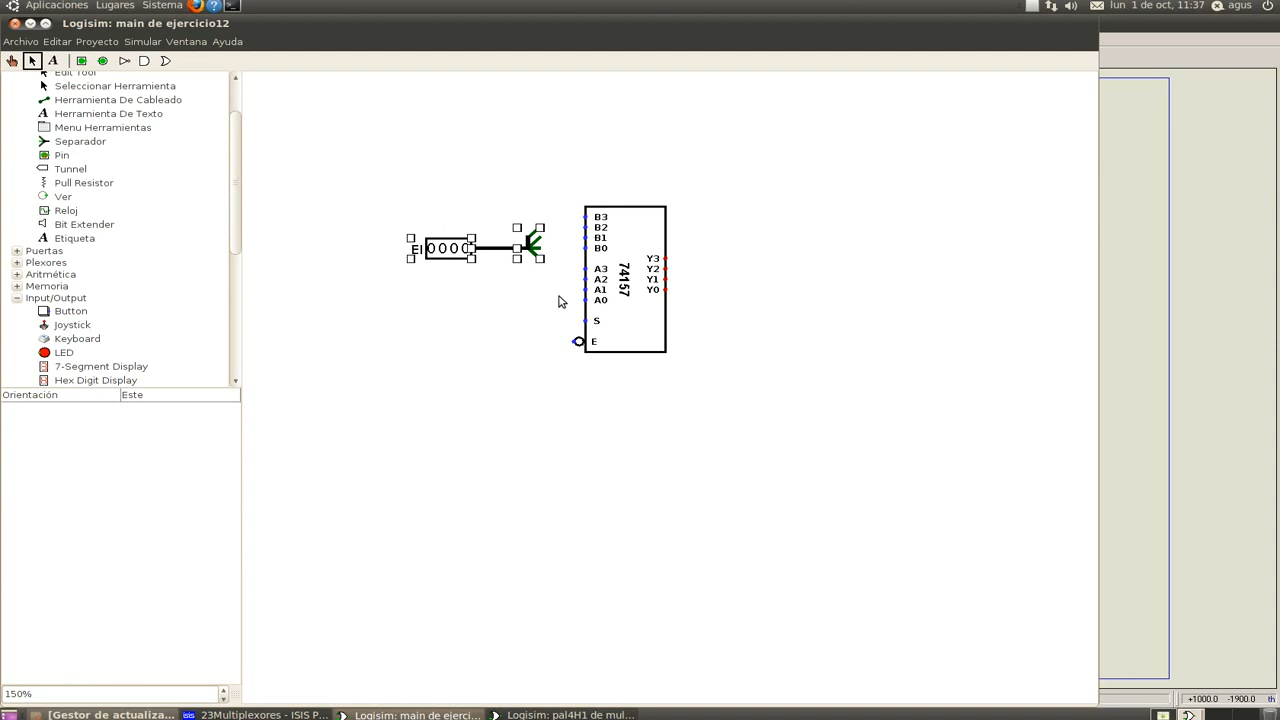 Aplicaciones Lugares Sistema
lun 1 de oct, 11:37 agus
Logisim: main de ejercicio12
Archivo Editar Proyecto Simular Ventana Ayuda
A
Edit Tool
Seleccionar Herramienta
Herramienta De Cableado
A Herramienta De Texto
Menu Herramientas
Separador
Pin
Tunnel
Pull Resistor
Ver
Reloj
Bit Extender
Etiqueta
Puertas
Plexores
Aritmética
Memoria
Input/Output
Button
Joystick
Keyboard
LED
7-Segment Display
Hex Digit Display
Orientación Este
150%
B3
B2
B1
B0
A3
A2
A1
A0
S
E
74157
Y3
Y2
Y1
Y0
+1000.0 -1900.0 th
[Gestor de actualiza... 23Multiplexores - ISIS P... Logisim: main de ejerci... Logisim: pal4H1 de mul...